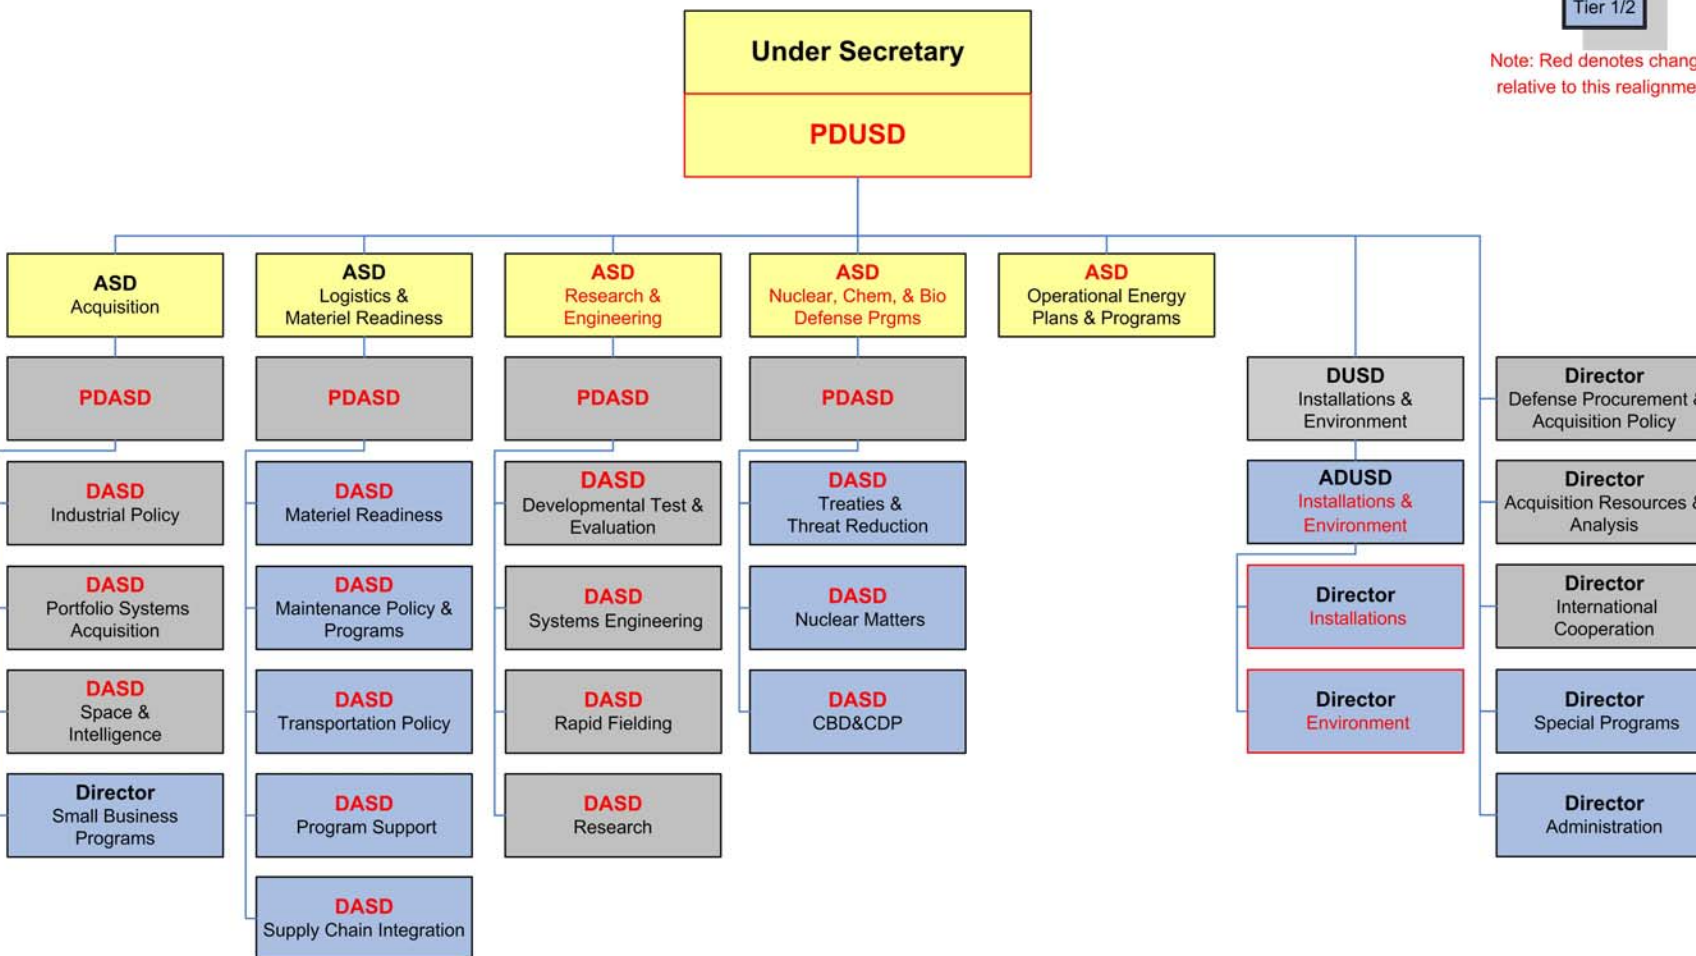 Tier 1/2
Note: Red denotes chang
relative to this realignme
Under Secretary
PDUSD
ASD
Acquisition
PDASD
DASD
Industrial Policy
DASD
Portfolio Systems
Acquisition
DASD
Space &
Intelligence
Director
Small Business
Programs
ASD
Logistics &
Materiel Readiness
PDASD
DASD
Materiel Readiness
DASD
Maintenance Policy &
Programs
DASD
Transportation Policy
DASD
Program Support
DASD
Supply Chain Integration
ASD
Research &
Engineering
PDASD
DASD
Developmental Test &
Evaluation
DASD
Systems Engineering
DASD
Rapid Fielding
DASD
Research
ASD
Nuclear, Chem, & Bio
Defense Prgms
PDASD
DASD
Treaties &
Threat Reduction
DASD
Nuclear Matters
DASD
CBD&CDP
ASD
Operational Energy
Plans & Programs
DUSD
Installations &
Environment
ADUSD
Installations &
Environment
Director
Installations
Director
Environment
Director
Defense Procurement &
Acquisition Policy
Director
Acquisition Resources &
Analysis
Director
International
Cooperation
Director
Special Programs
Director
Administration